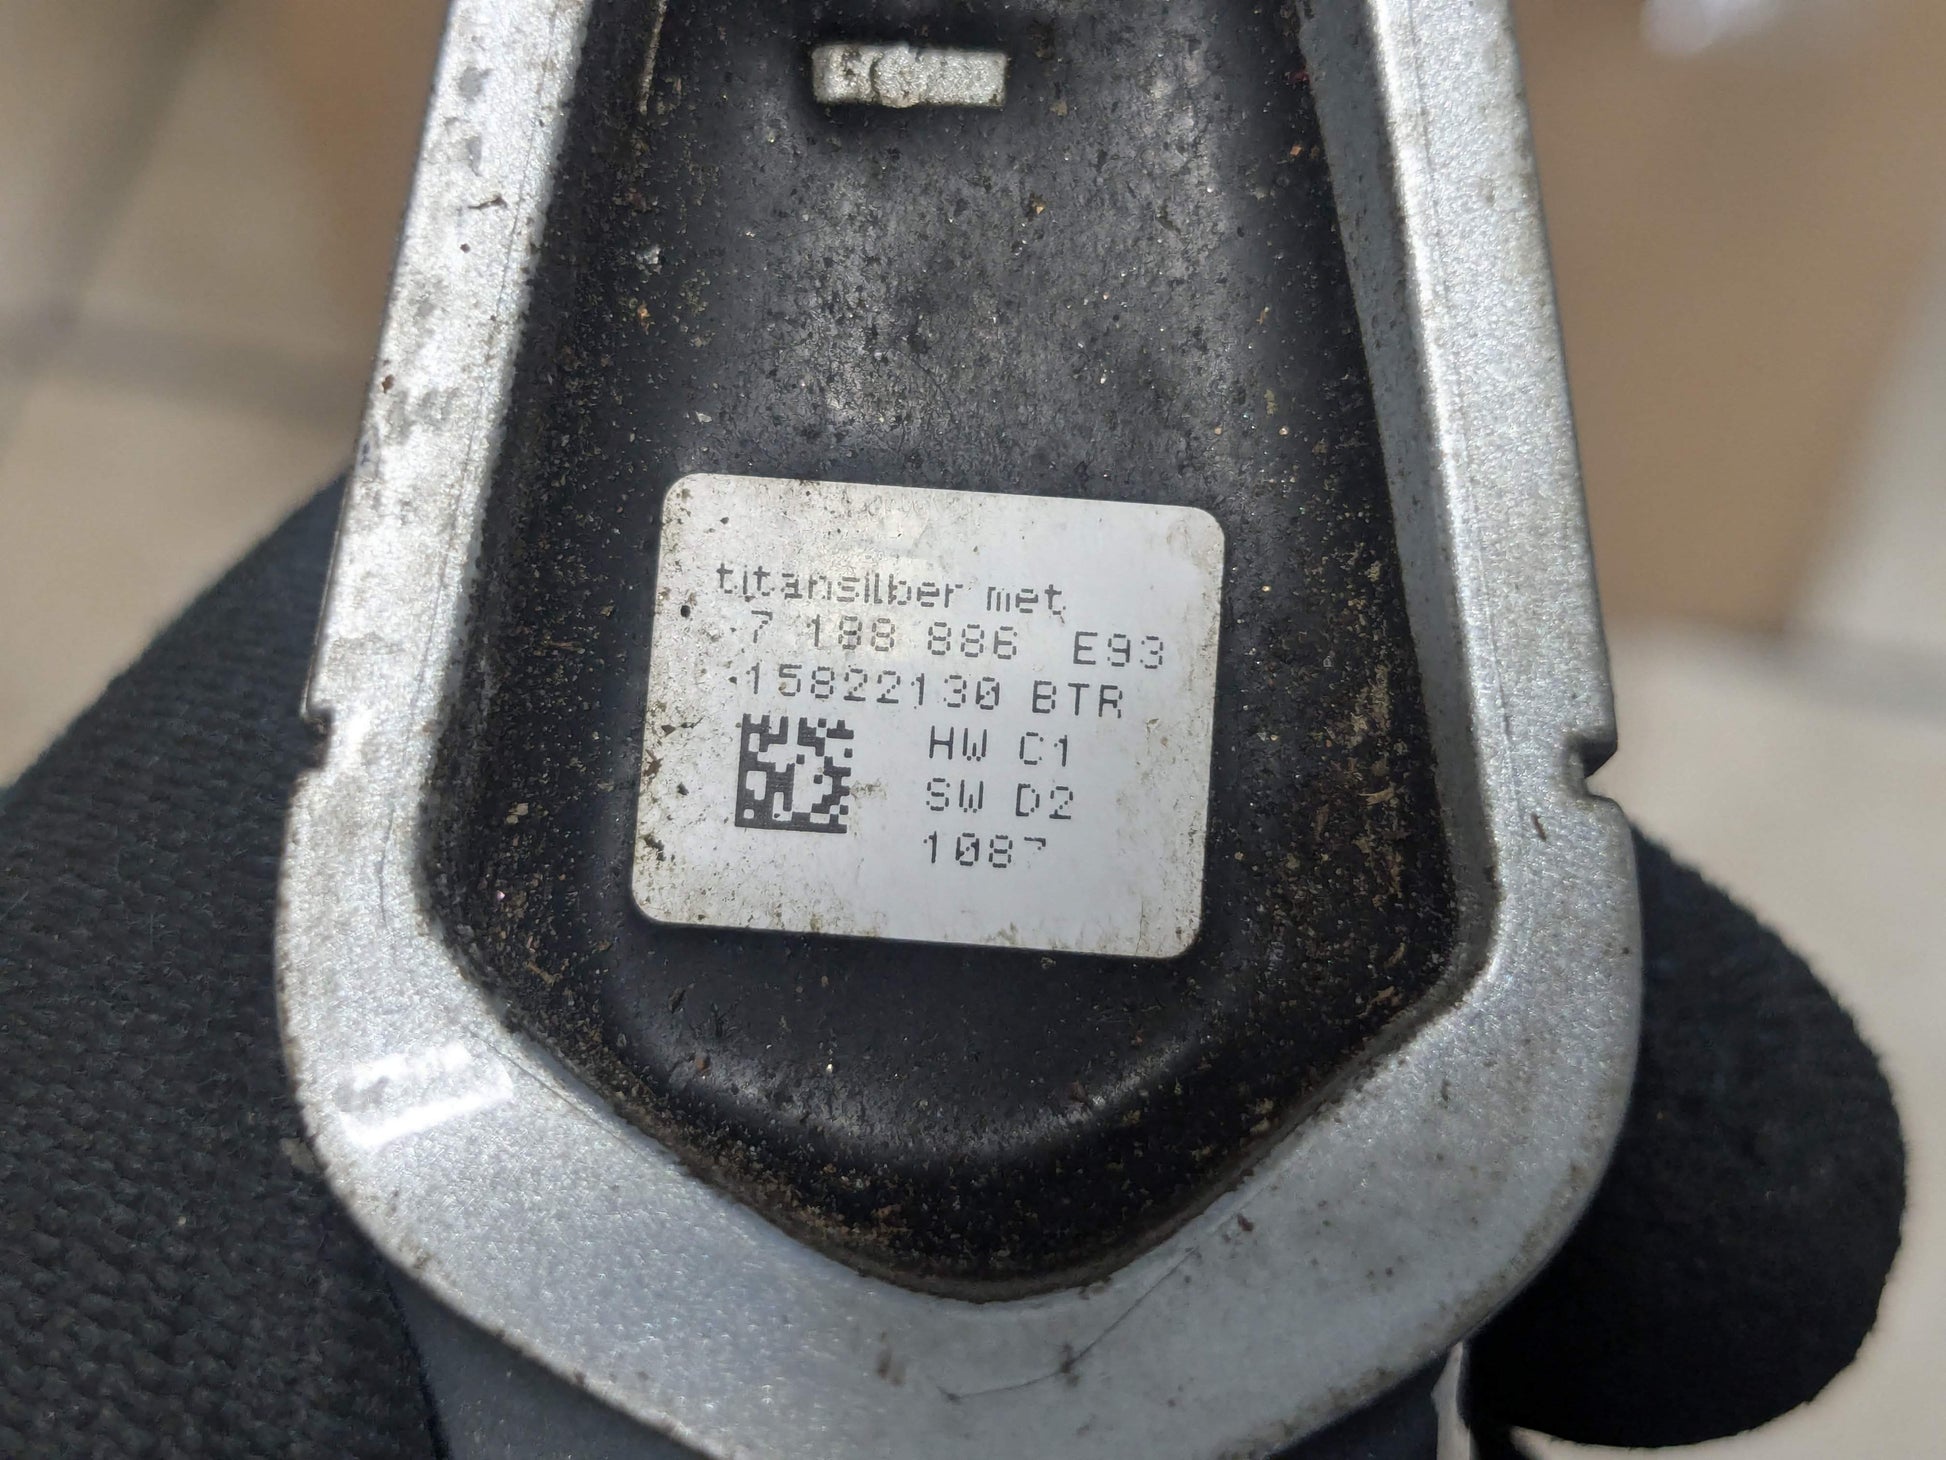 titansilber met.
7 188 886 E93
15822130 BTR
HW C1
SW D2
1087